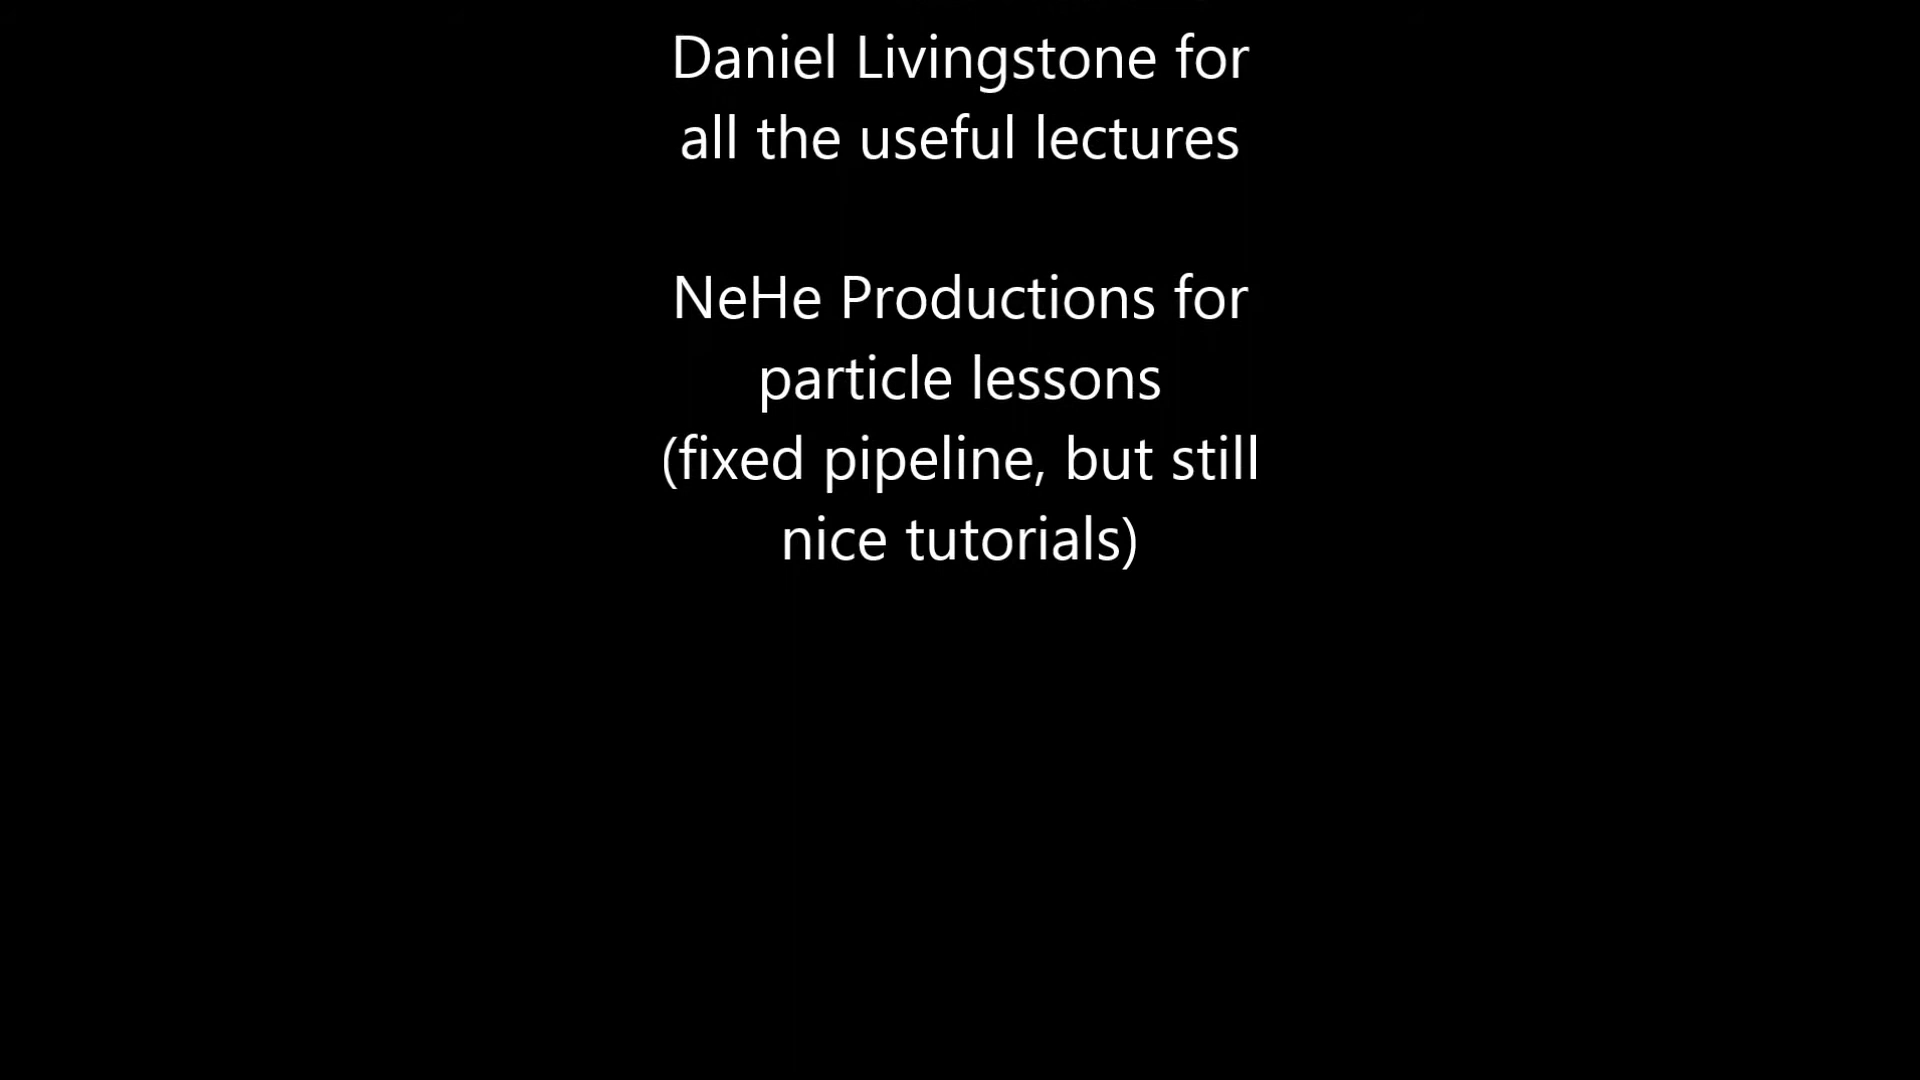 Daniel Livingstone for
all the useful lectures
NeHe Productions for
particle lessons
(fixed pipeline, but still
nice tutorials)